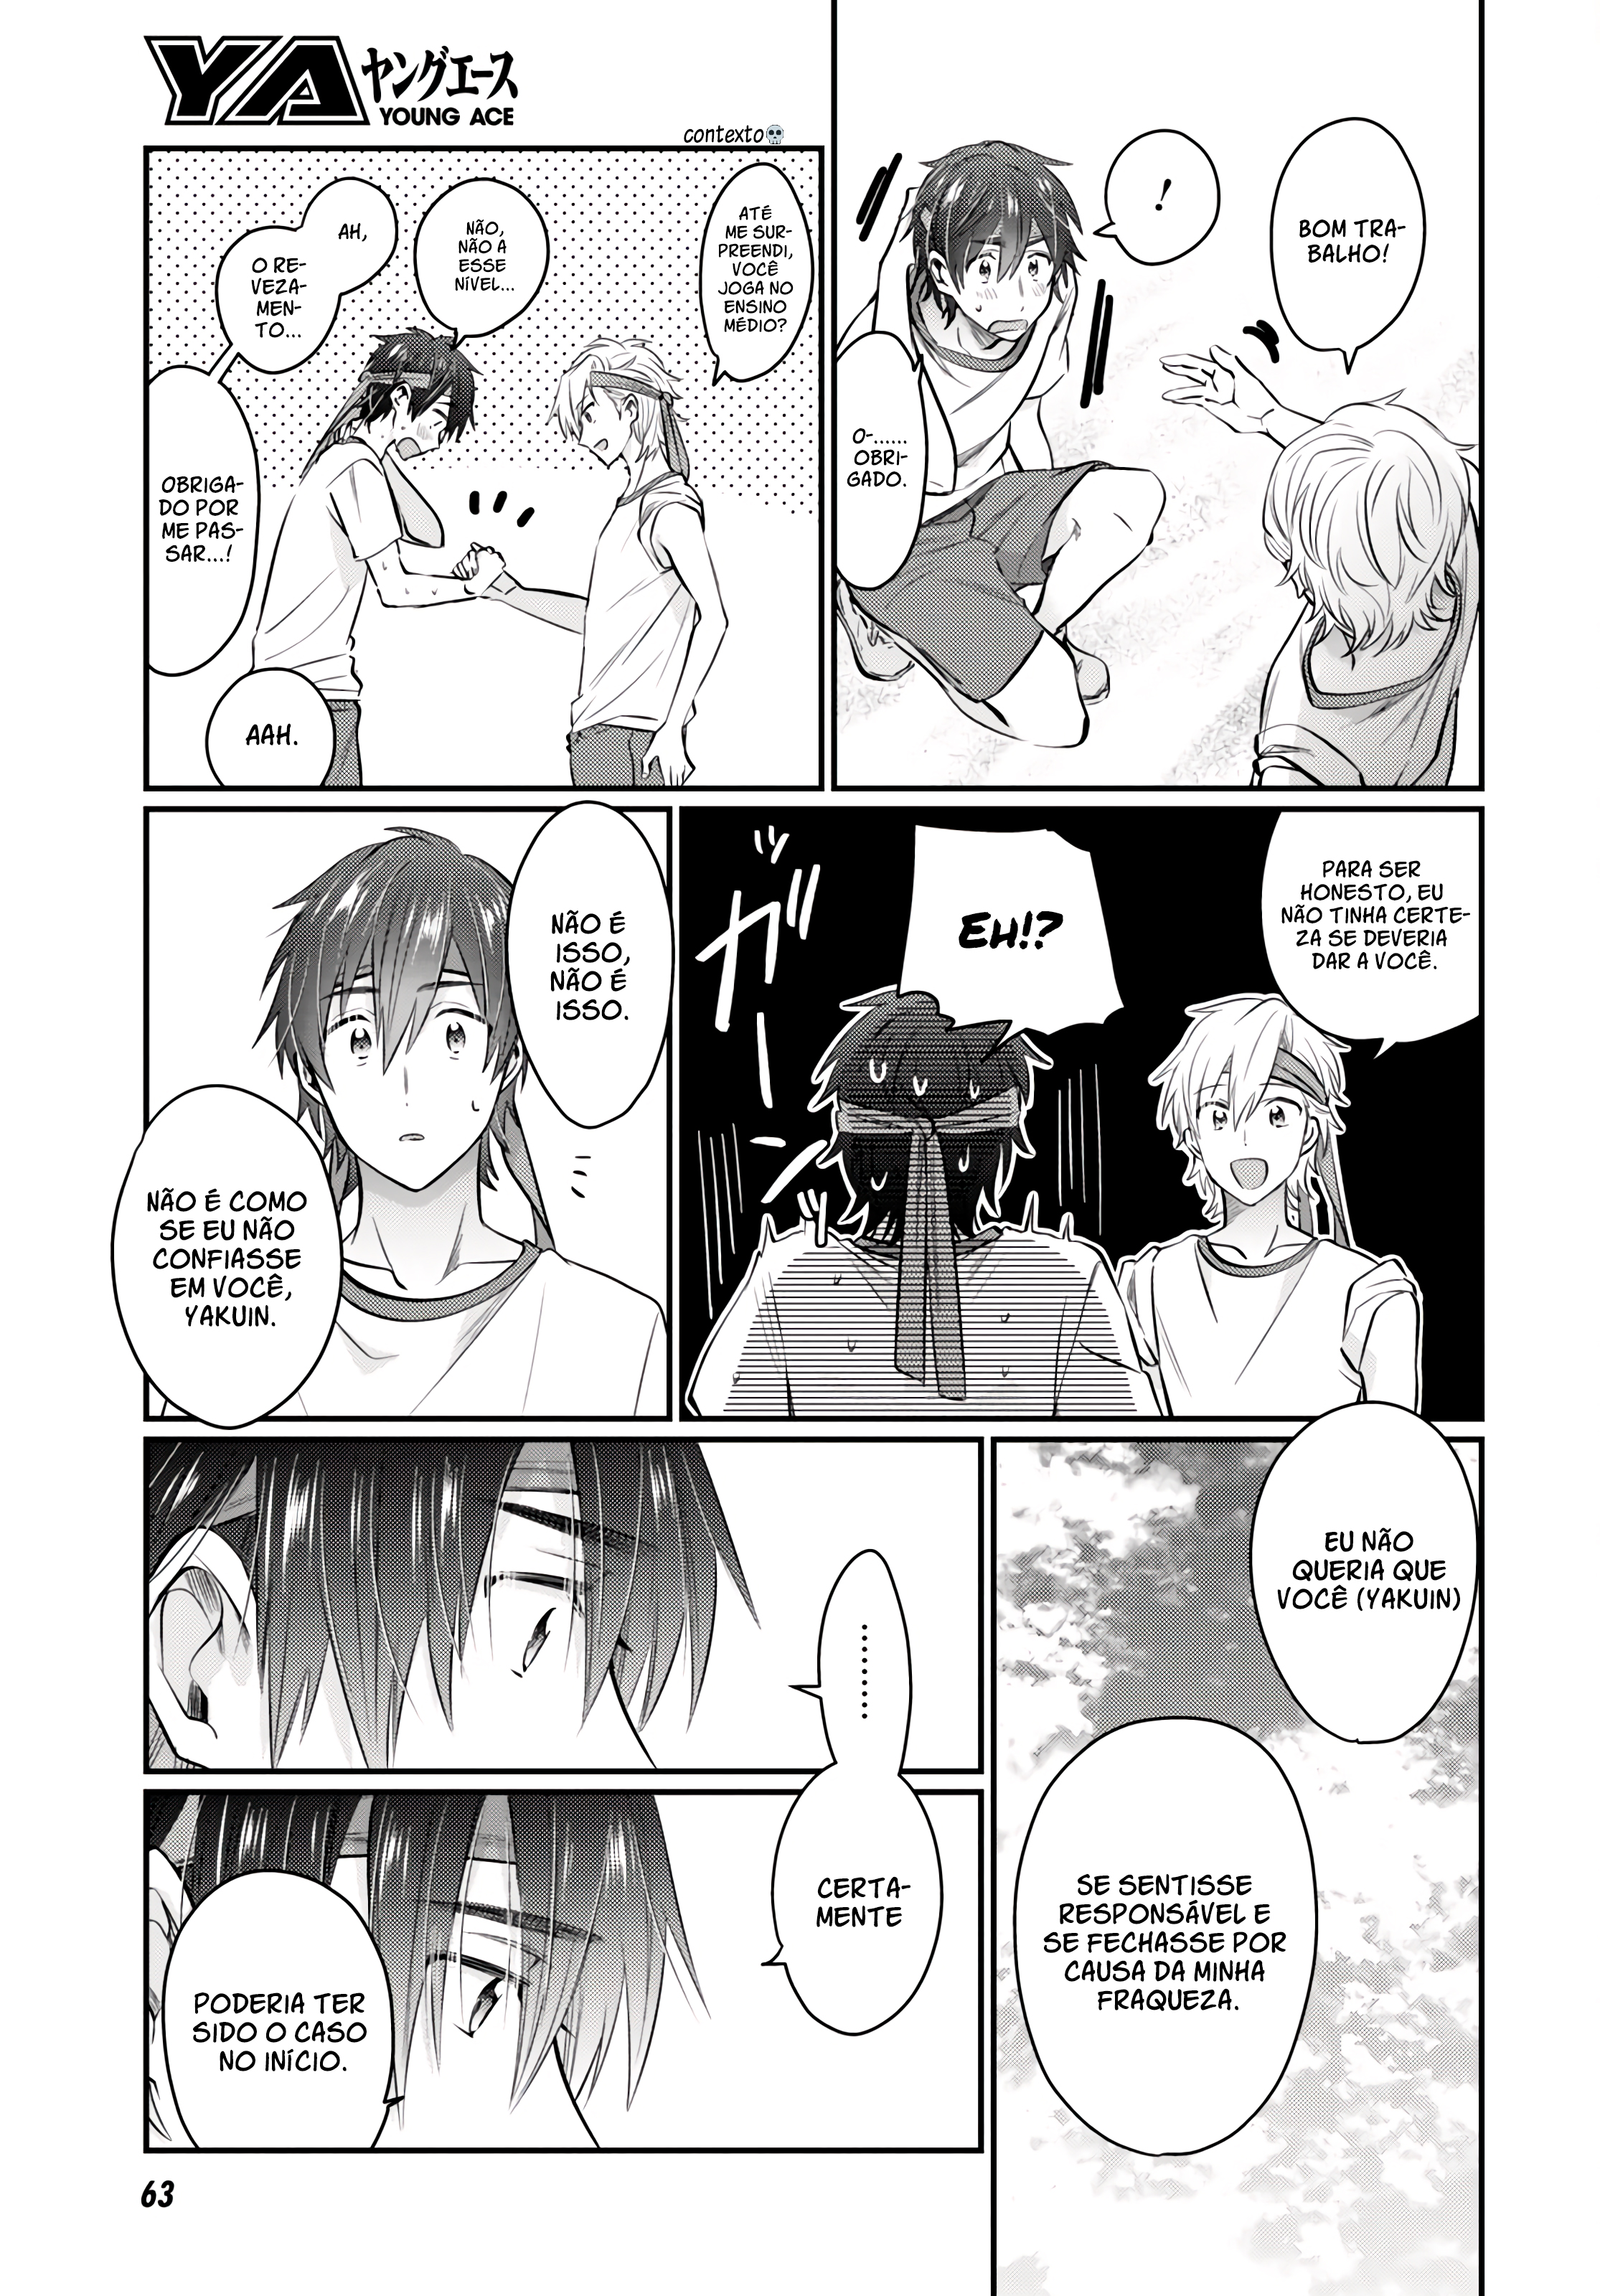 YA ヤングエース
YOUNG ACE
contexto💀
BOM TRA-
BALHO!
!
O-......
OBRI-
GADO.
ATÉ
ME SUR-
PREENDI,
VOCÊ
JOGA NO
ENSINO
MÉDIO?
NÃO,
NÃO A
ESSE
NÍVEL...
AH,
O RE-
VEZA-
MEN-
TO...
OBRIGA-
DO POR
ME PAS-
SAR...!
AAH.
PARA SER
HONESTO, EU
NÃO TINHA CERTE-
ZA SE DEVERIA
DAR A VOCÊ.
EH!?
ガーンッ
NÃO É
ISSO,
NÃO É
ISSO.
NÃO É COMO
SE EU NÃO
CONFIASSE
EM VOCÊ,
YAKUIN.
EU NÃO
QUERIA QUE
VOCÊ (YAKUIN)
SE SENTISSE
RESPONSÁVEL E
SE FECHASSE POR
CAUSA DA MINHA
FRAQUEZA.
.........
CERTA-
MENTE
PODERIA TER
SIDO O CASO
NO INÍCIO.
63